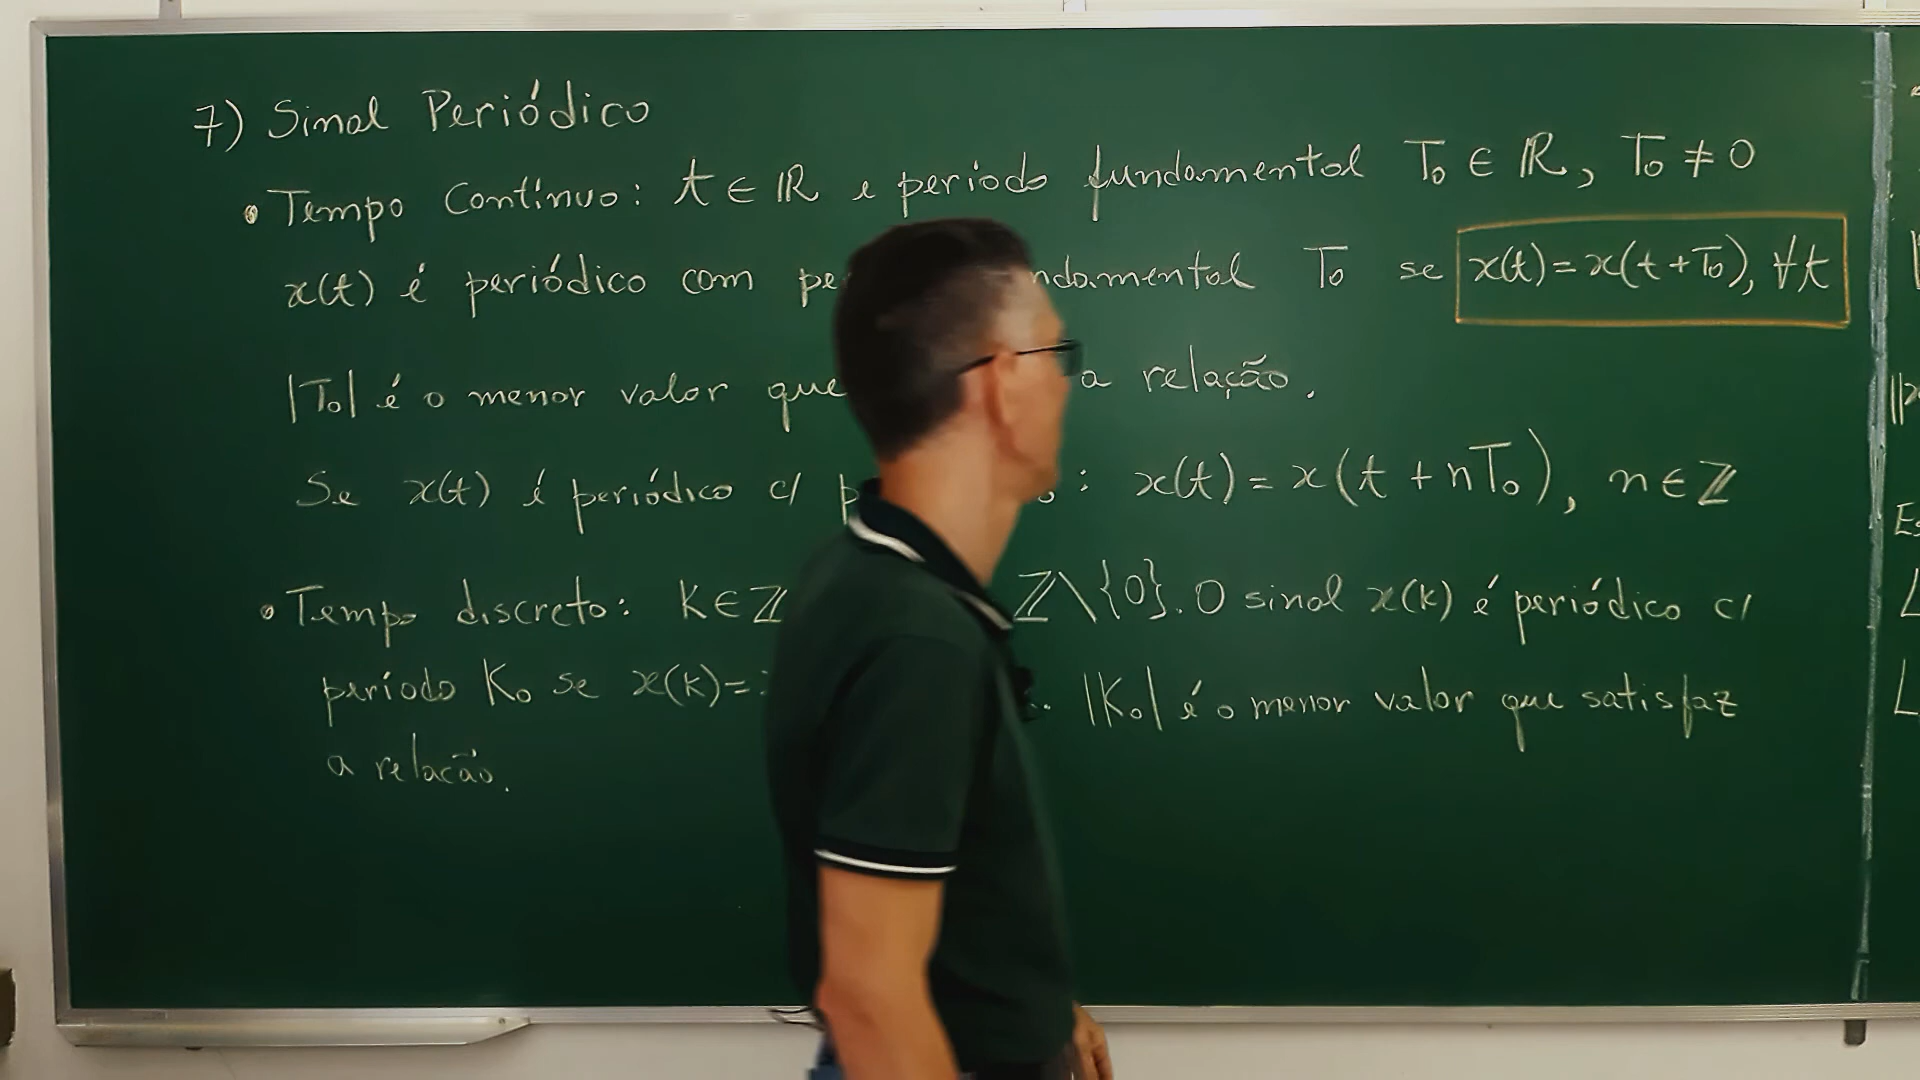 7) Sinal Periódico
• Tempo Contínuo: t ∈ ℝ e período fundamental T₀ ∈ ℝ, T₀ ≠ 0
x(t) é periódico com ndamental T₀ se x(t) = x(t + T₀), ∀t
|T₀| é o menor valor que a relação.
Se x(t) é periódico c/ : x(t) = x(t + nT₀), n ∈ ℤ
• Tempo discreto: K ∈ ℤ ℤ\{0}. O sinal x(k) é periódico c/
período K₀ se x(k) = . |K₀| é o menor valor que satisfaz
a relação.